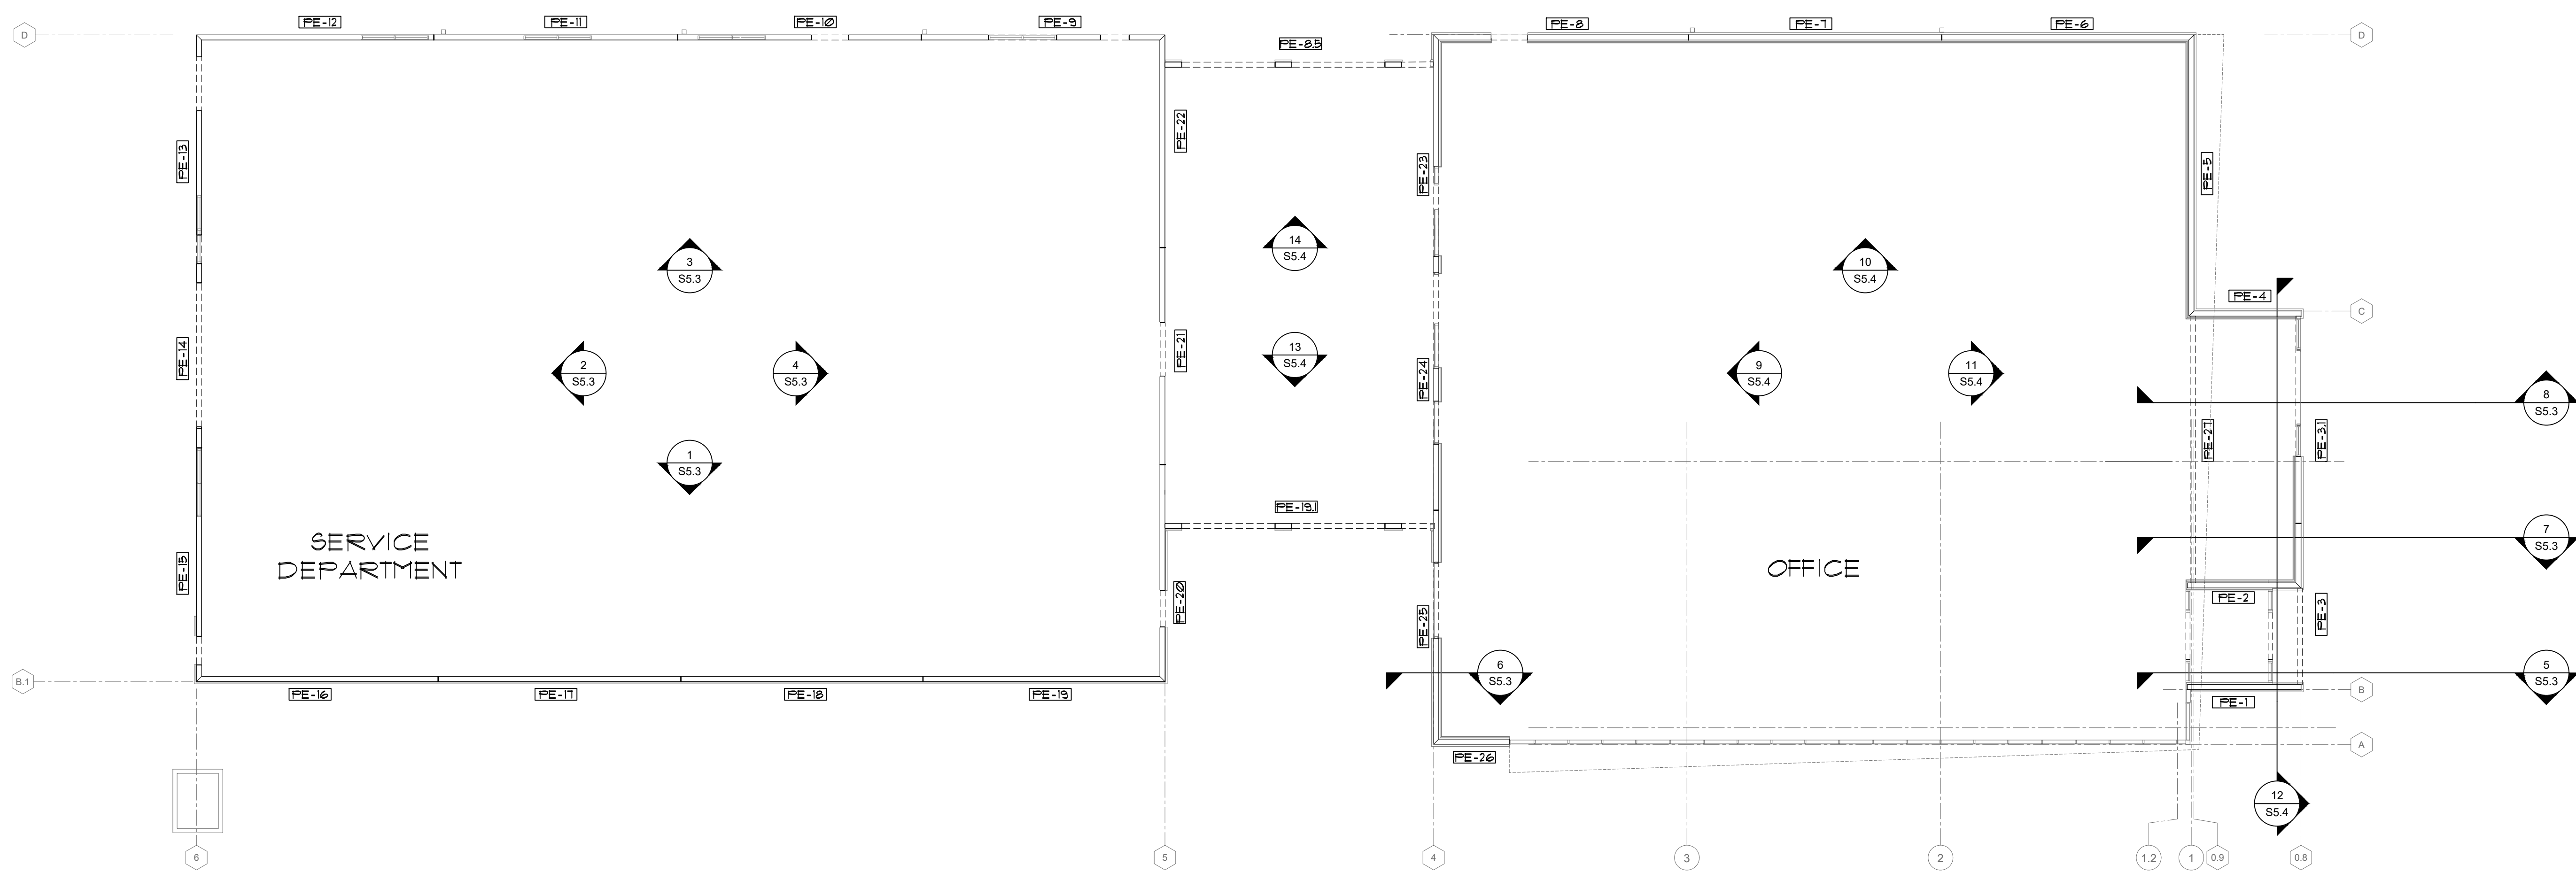 PE-12
PE-11
PE-10
PE-9
PE-8
PE-7
PE-6
D
D
PE-8.5
PE-22
PE-13
PE-23
PE-5
14
S5.4
3
S5.3
10
S5.4
PE-4
C
PE-14
PE-21
13
S5.4
PE-24
2
S5.3
4
S5.3
9
S5.4
11
S5.4
8
S5.3
PE-27
PE-3.1
1
S5.3
PE-19.1
SERVICE
DEPARTMENT
OFFICE
7
S5.3
PE-15
PE-20
PE-25
PE-2
PE-3
B.1
6
S5.3
5
S5.3
B
PE-16
PE-17
PE-18
PE-19
PE-1
A
PE-26
12
S5.4
6
5
4
3
2
1.2
1
0.9
0.8